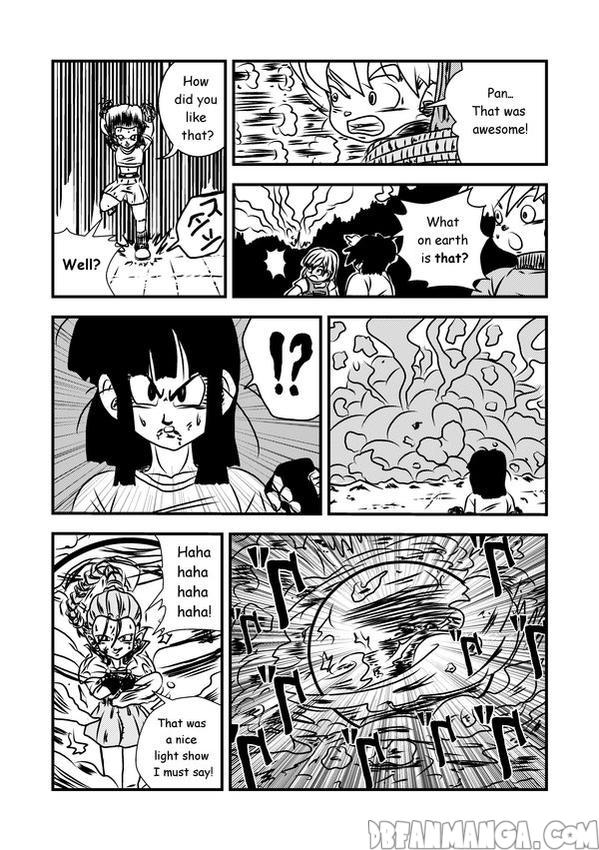 How
did you
like
that?
Well?
スタッ
Pan...
That was
awesome!
What
on earth
is that?
!?
Haha
haha
haha
haha!
That was
a nice
light show
I must say!
DBFANMANGA.COM